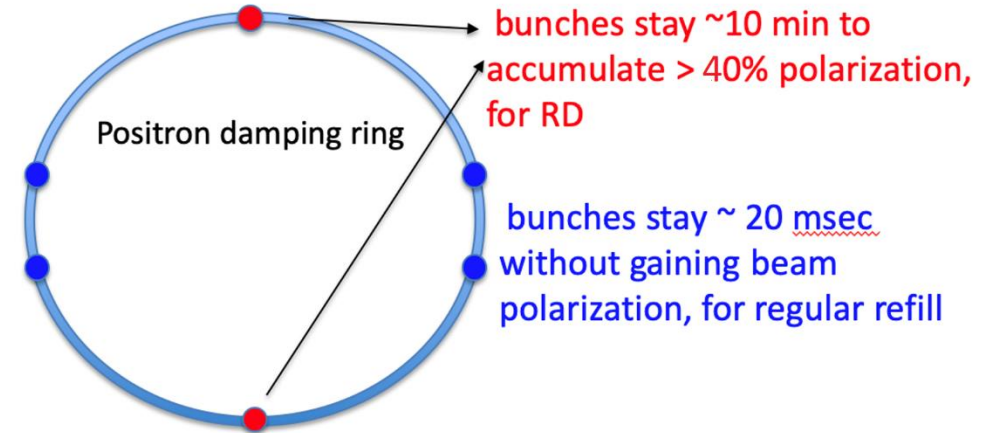 bunches stay ~10 min to
accumulate > 40% polarization,
for RD
Positron damping ring
bunches stay ~ 20 msec
without gaining beam
polarization, for regular refill